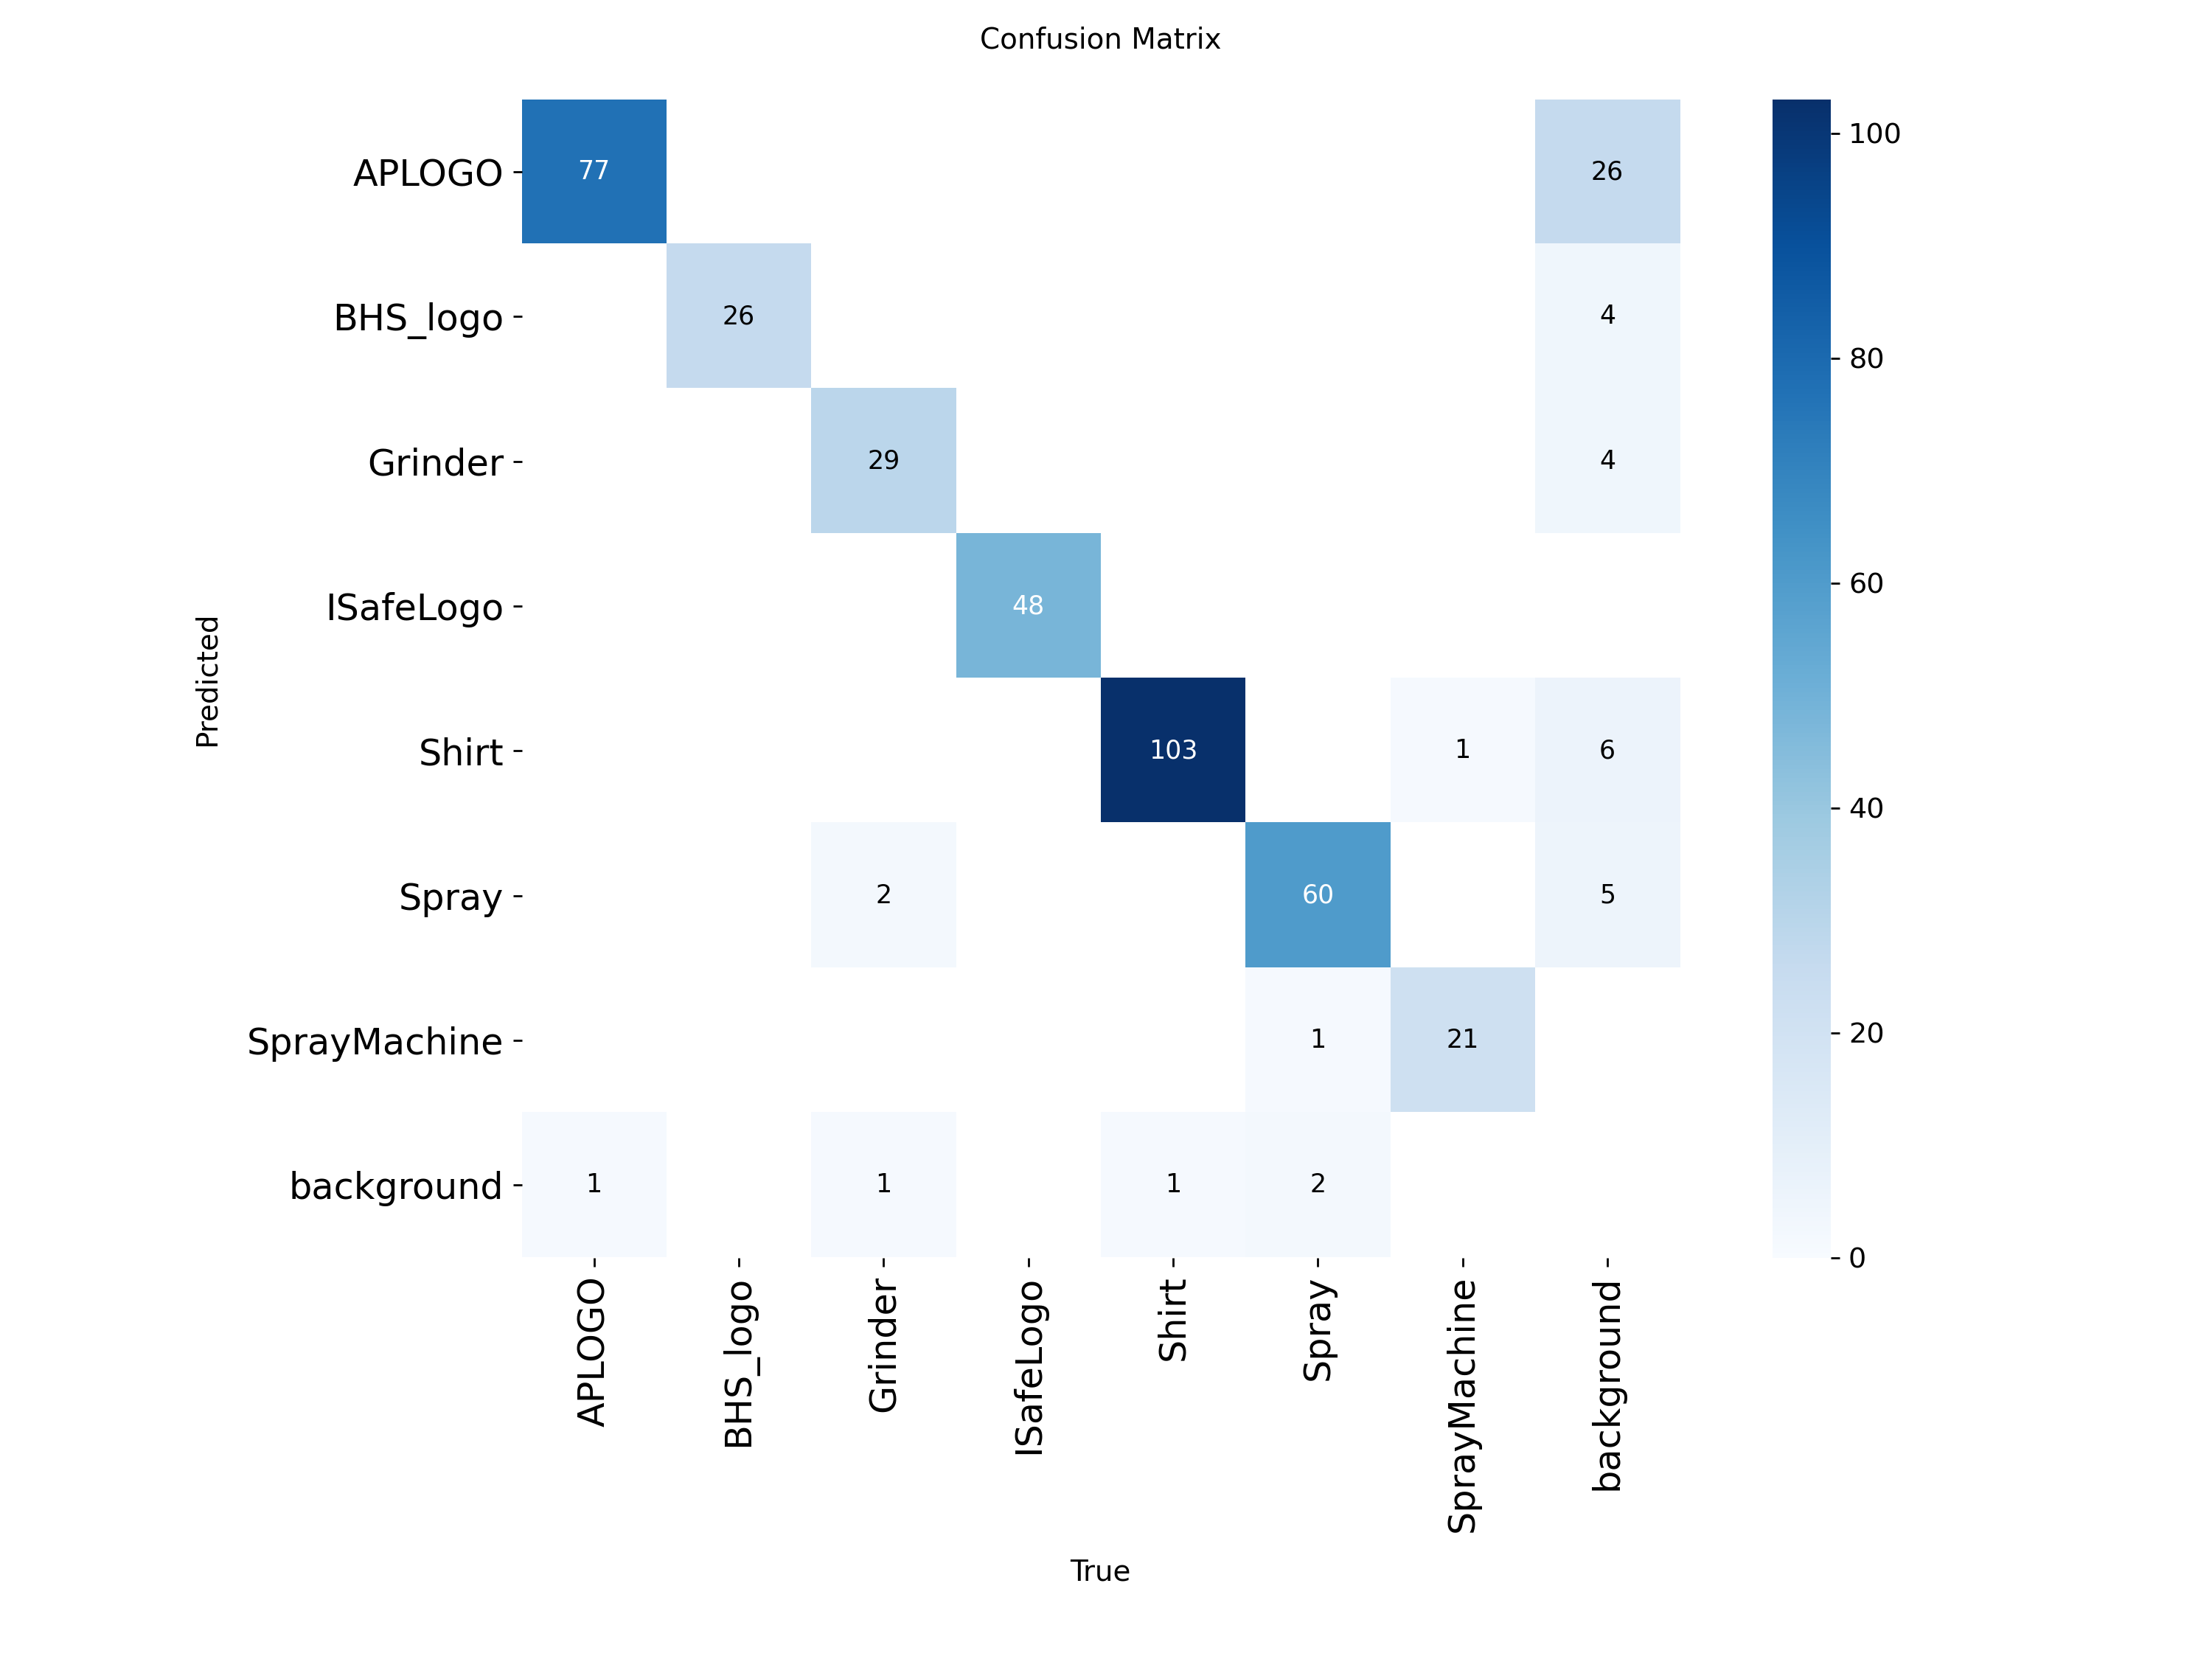 Confusion Matrix
APLOGO 77 26 100
BHS_logo 26 4 80
Grinder 29 4
ISafeLogo 48 60
Predicted
Shirt 103 1 6 40
Spray 2 60 5
SprayMachine 1 21 20
background 1 1 1 2 0
APLOGO BHS_logo Grinder ISafeLogo Shirt Spray SprayMachine background
True